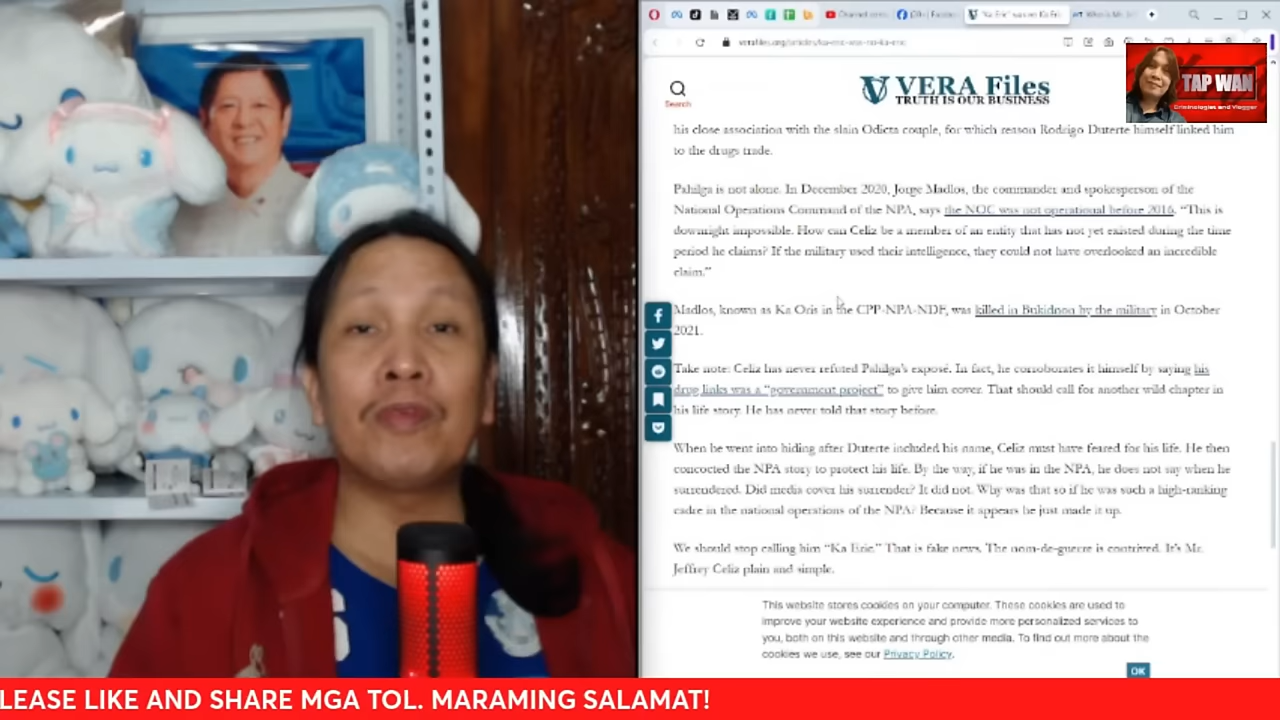 Channel
verafiles.org/articles/ka-eric-was-no-ka-eric
TAP WAN
Criminologist and Vlogger
Search
VERA Files
TRUTH IS OUR BUSINESS
his close association with the slain Odicta couple, for which reason Rodrigo Duterte himself linked him
to the drugs trade.
Pahilga is not alone. In December 2020, Jorge Madlos, the commander and spokesperson of the
National Operations Command of the NPA, says the NOC was not operational before 2016. “This is
downright impossible. How can Celiz be a member of an entity that has not yet existed during the time
period he claims? If the military used their intelligence, they could not have overlooked an incredible
claim.”
Madlos, known as Ka Oris in the CPP-NPA-NDF, was killed in Bukidnon by the military in October
2021.
Take note: Celiz has never refuted Pahilga’s exposé. In fact, he corroborates it himself by saying his
drug links was a “government project” to give him cover. That should call for another wild chapter in
his life story. He has never told that story before.
When he went into hiding after Duterte included his name, Celiz must have feared for his life. He then
concocted the NPA story to protect his life. By the way, if he was in the NPA, he does not say when he
surrendered. Did media cover his surrender? It did not. Why was that so if he was such a high-ranking
cadre in the national operations of the NPA? Because it appears he just made it up.
We should stop calling him “Ka Eric.” That is fake news. The nom-de-guerre is contrived. It’s Mr.
Jeffrey Celiz plain and simple.
This website stores cookies on your computer. These cookies are used to
improve your website experience and provide more personalized services to
you, both on this website and through other media. To find out more about the
cookies we use, see our Privacy Policy.
OK
LEASE LIKE AND SHARE MGA TOL. MARAMING SALAMAT!